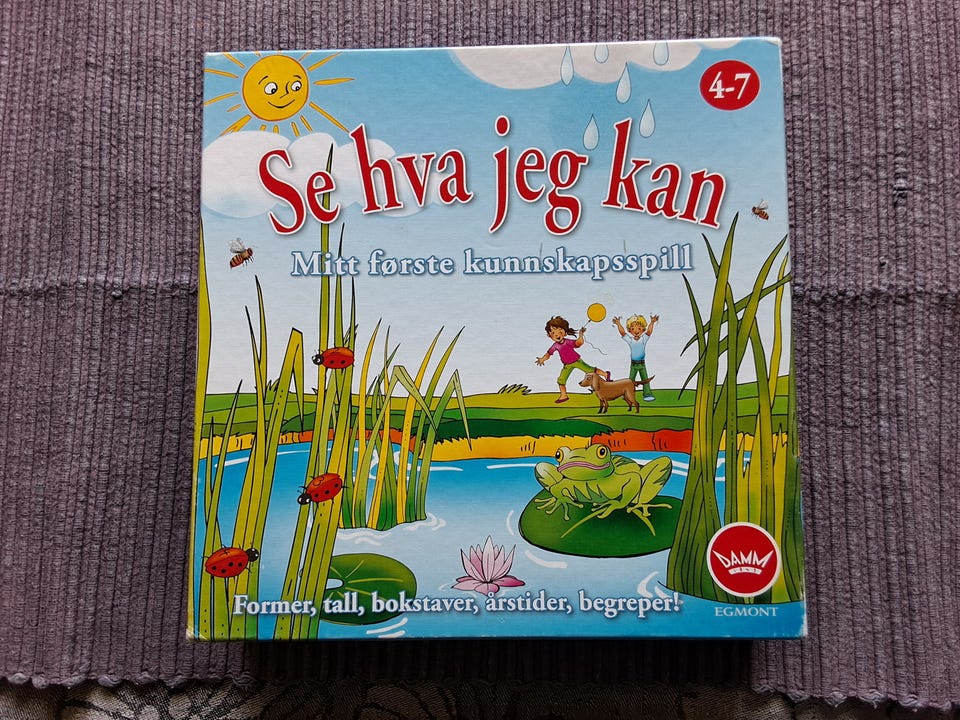 4-7
Se hva jeg kan
Mitt første kunnskapsspill
DAMM
EGMONT
Former, tall, bokstaver, årstider, begreper!